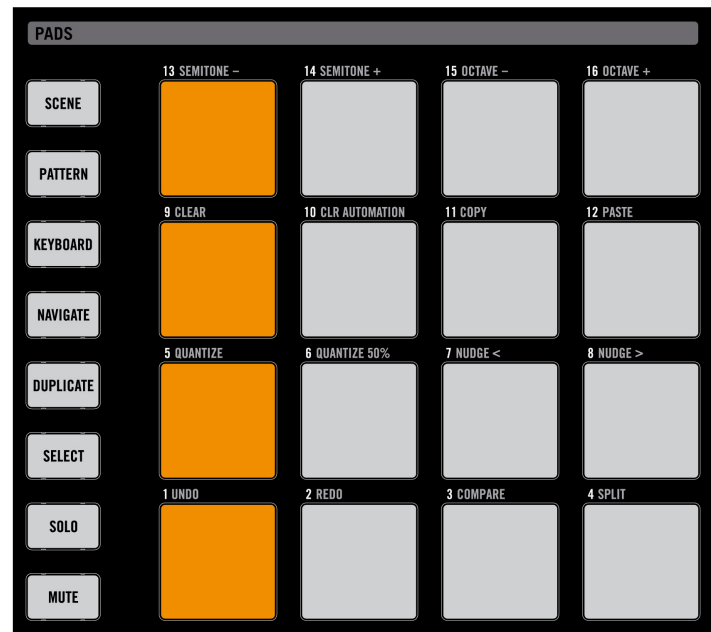 PADS
13 SEMITONE – 14 SEMITONE + 15 OCTAVE – 16 OCTAVE +
SCENE
PATTERN
9 CLEAR 10 CLR AUTOMATION 11 COPY 12 PASTE
KEYBOARD
NAVIGATE
5 QUANTIZE 6 QUANTIZE 50% 7 NUDGE < 8 NUDGE >
DUPLICATE
SELECT
1 UNDO 2 REDO 3 COMPARE 4 SPLIT
SOLO
MUTE